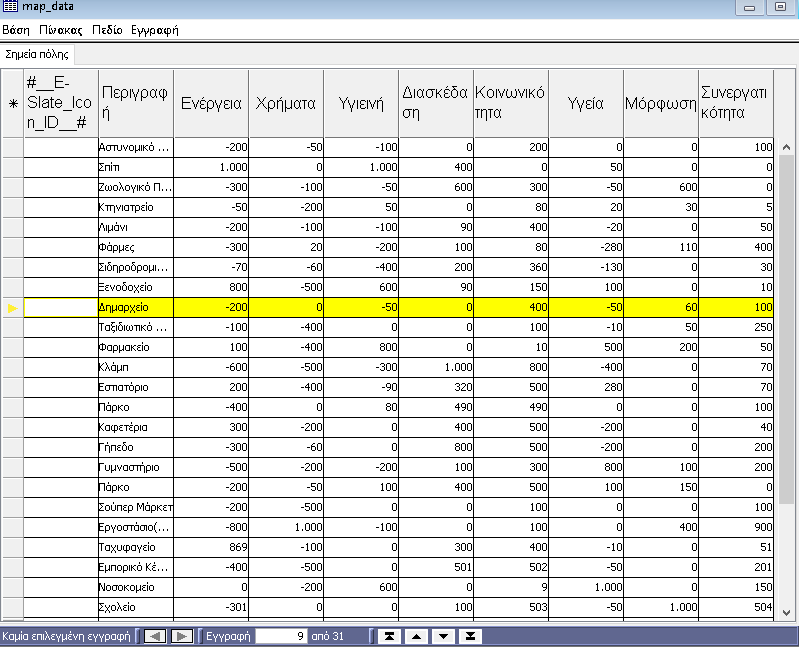 map_data
Βάση Πίνακας Πεδίο Εγγραφή
Σημεία πόλης
* #__E-Slate_Icon_ID__# Περιγραφή Ενέργεια Χρήματα Υγιεινή Διασκέδαση Κοινωνικότητα Υγεία Μόρφωση Συνεργατικότητα
Αστυνομικό ... -200 -50 -100 0 200 0 0 100
Σπίτι 1.000 0 1.000 400 0 50 0 0
Ζωολογικό Π... -300 -100 -50 600 300 -50 600 0
Κτηνιατρείο -50 -200 50 0 80 20 30 5
Λιμάνι -200 -100 -100 90 400 -20 0 50
Φάρμες -300 20 -200 100 80 -280 110 400
Σιδηροδρομι... -70 -60 -400 200 360 -130 0 30
Ξενοδοχείο 800 -500 600 90 150 100 0 10
Δημαρχείο -200 0 -50 0 400 -50 60 100
Ταξιδιωτικό ... -100 -400 0 0 100 -10 50 250
Φαρμακείο 100 -400 800 0 10 500 200 50
Κλάμπ -600 -500 -300 1.000 800 -400 0 70
Εστιατόριο 200 -400 -90 320 500 280 0 70
Πάρκο -400 0 80 490 490 0 0 100
Καφετέρια 300 -200 0 400 500 -200 0 40
Γήπεδο -300 -60 0 800 500 -200 0 200
Γυμναστήριο -500 -200 -200 100 300 800 100 200
Πάρκο -200 -50 100 400 500 100 150 0
Σούπερ Μάρκετ -200 -500 0 0 100 0 0 100
Εργοστάσιο(... -800 1.000 -100 0 100 0 400 900
Ταχυφαγείο 869 -100 0 300 400 -10 0 51
Εμπορικό Κέ... -400 -500 0 501 502 -50 0 201
Νοσοκομείο 0 -200 600 0 9 1.000 0 150
Σχολείο -301 0 0 100 503 -50 1.000 504
Καμία επιλεγμένη εγγραφή Εγγραφή 9 από 31